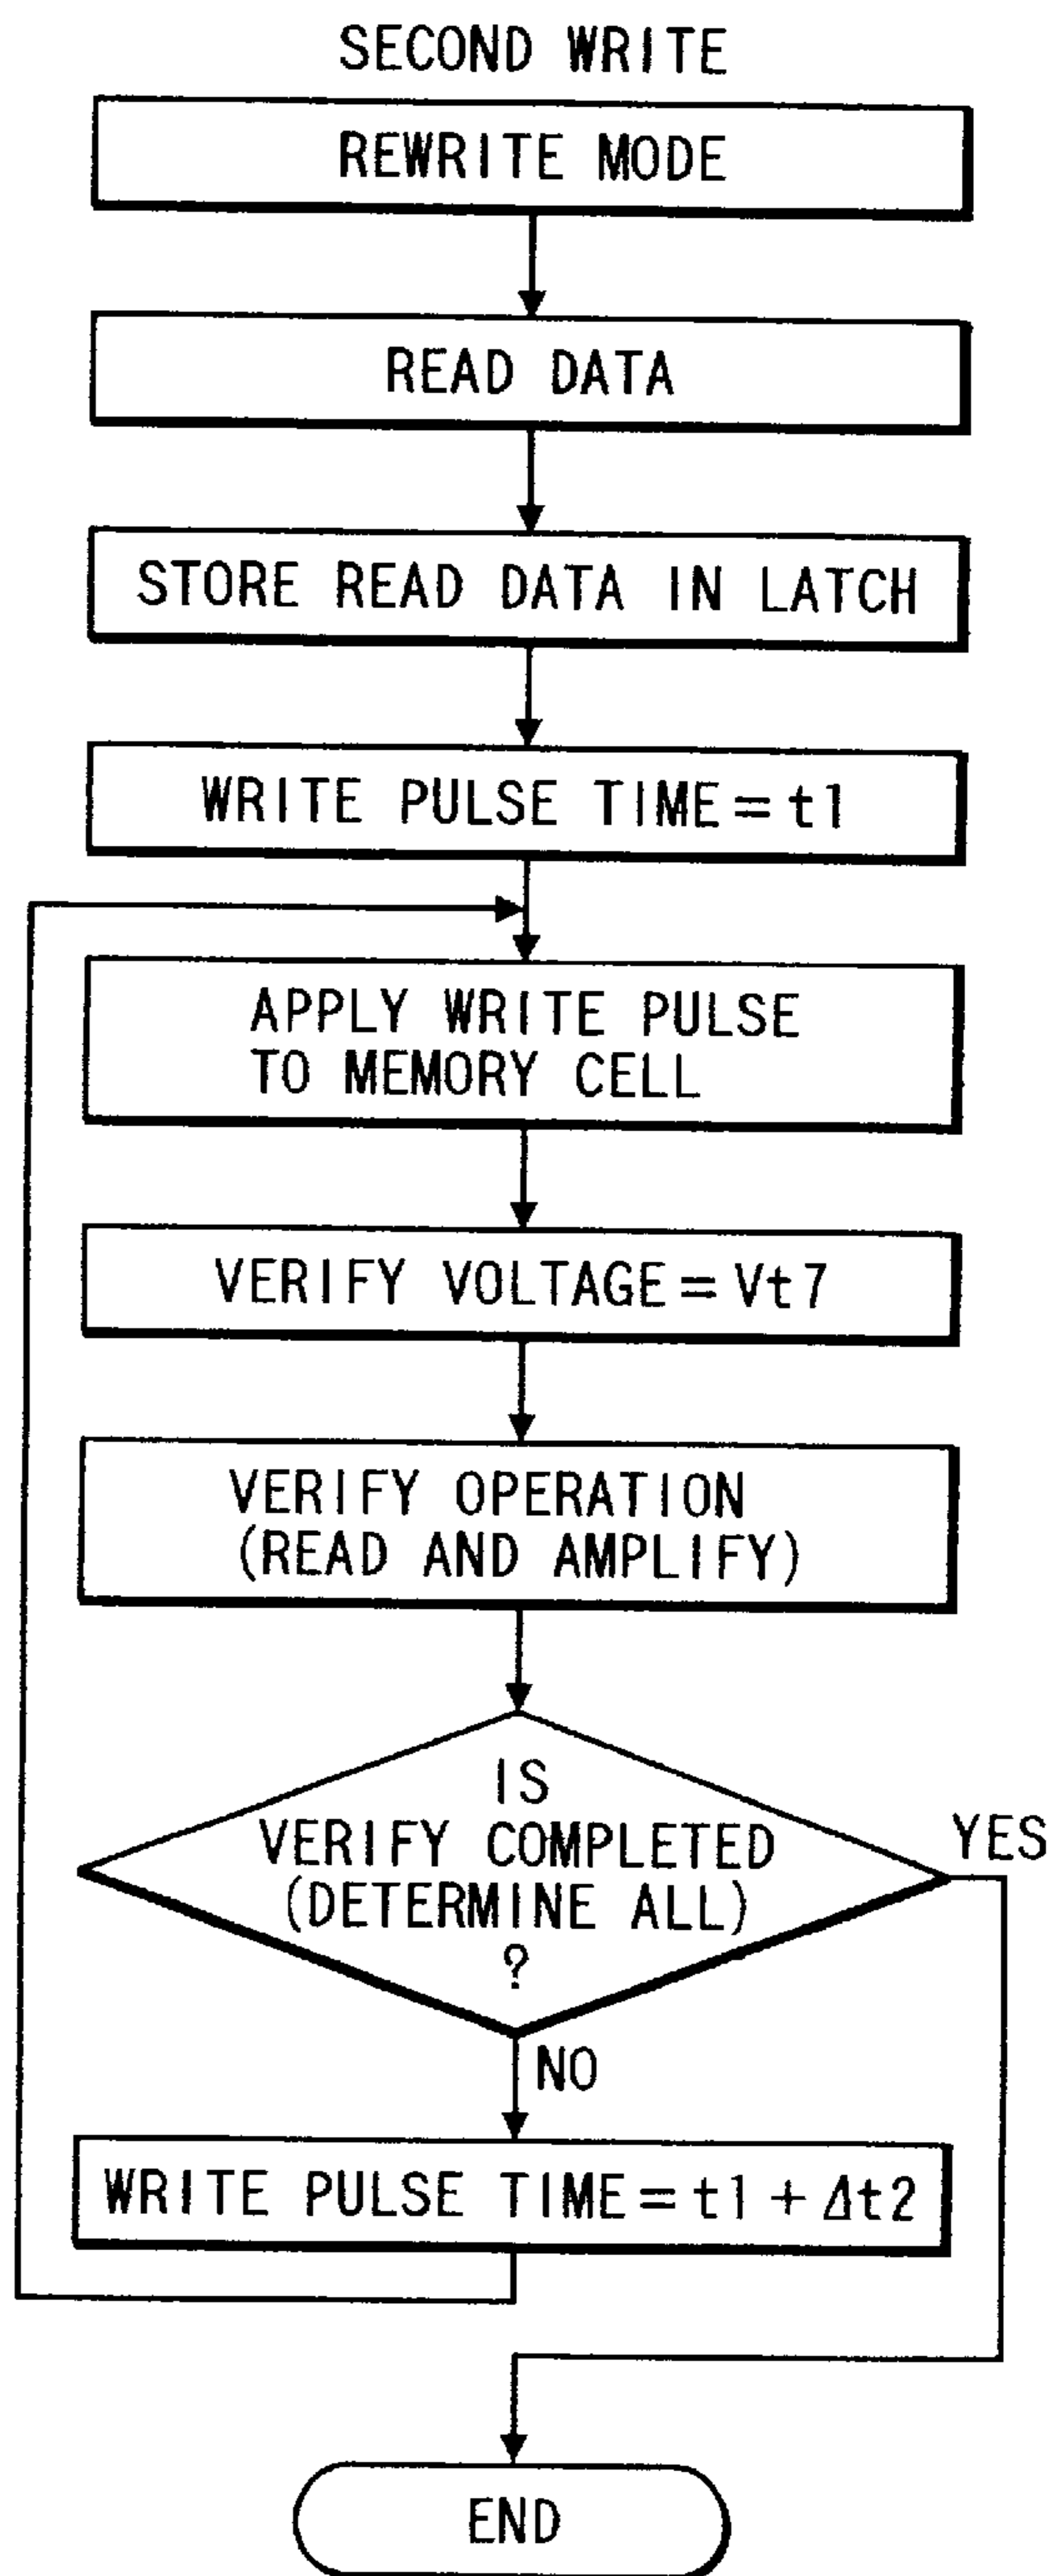 SECOND WRITE
REWRITE MODE
READ DATA
STORE READ DATA IN LATCH
WRITE PULSE TIME = t1
APPLY WRITE PULSE
TO MEMORY CELL
VERIFY VOLTAGE = Vt7
VERIFY OPERATION
(READ AND AMPLIFY)
IS
VERIFY COMPLETED
(DETERMINE ALL)
?
YES
NO
WRITE PULSE TIME = t1 + Δt2
END